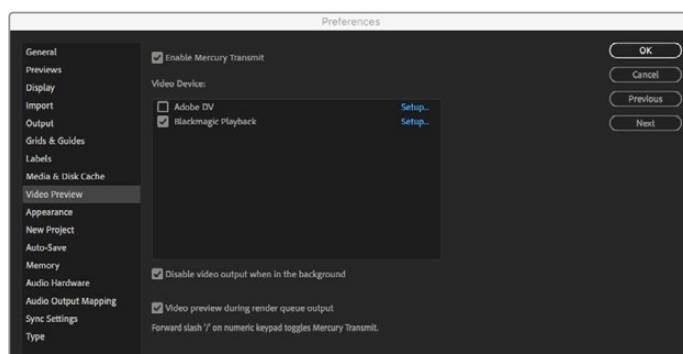 Preferences
General
Previews
Display
Import
Output
Grids & Guides
Labels
Media & Disk Cache
Video Preview
Appearance
New Project
Auto-Save
Memory
Audio Hardware
Audio Output Mapping
Sync Settings
Type
Enable Mercury Transmit
Video Device:
Adobe DV Setup...
Blackmagic Playback Setup...
Disable video output when in the background
Video preview during render queue output
Forward slash '/' on numeric keypad toggles Mercury Transmit.
OK
Cancel
Previous
Next